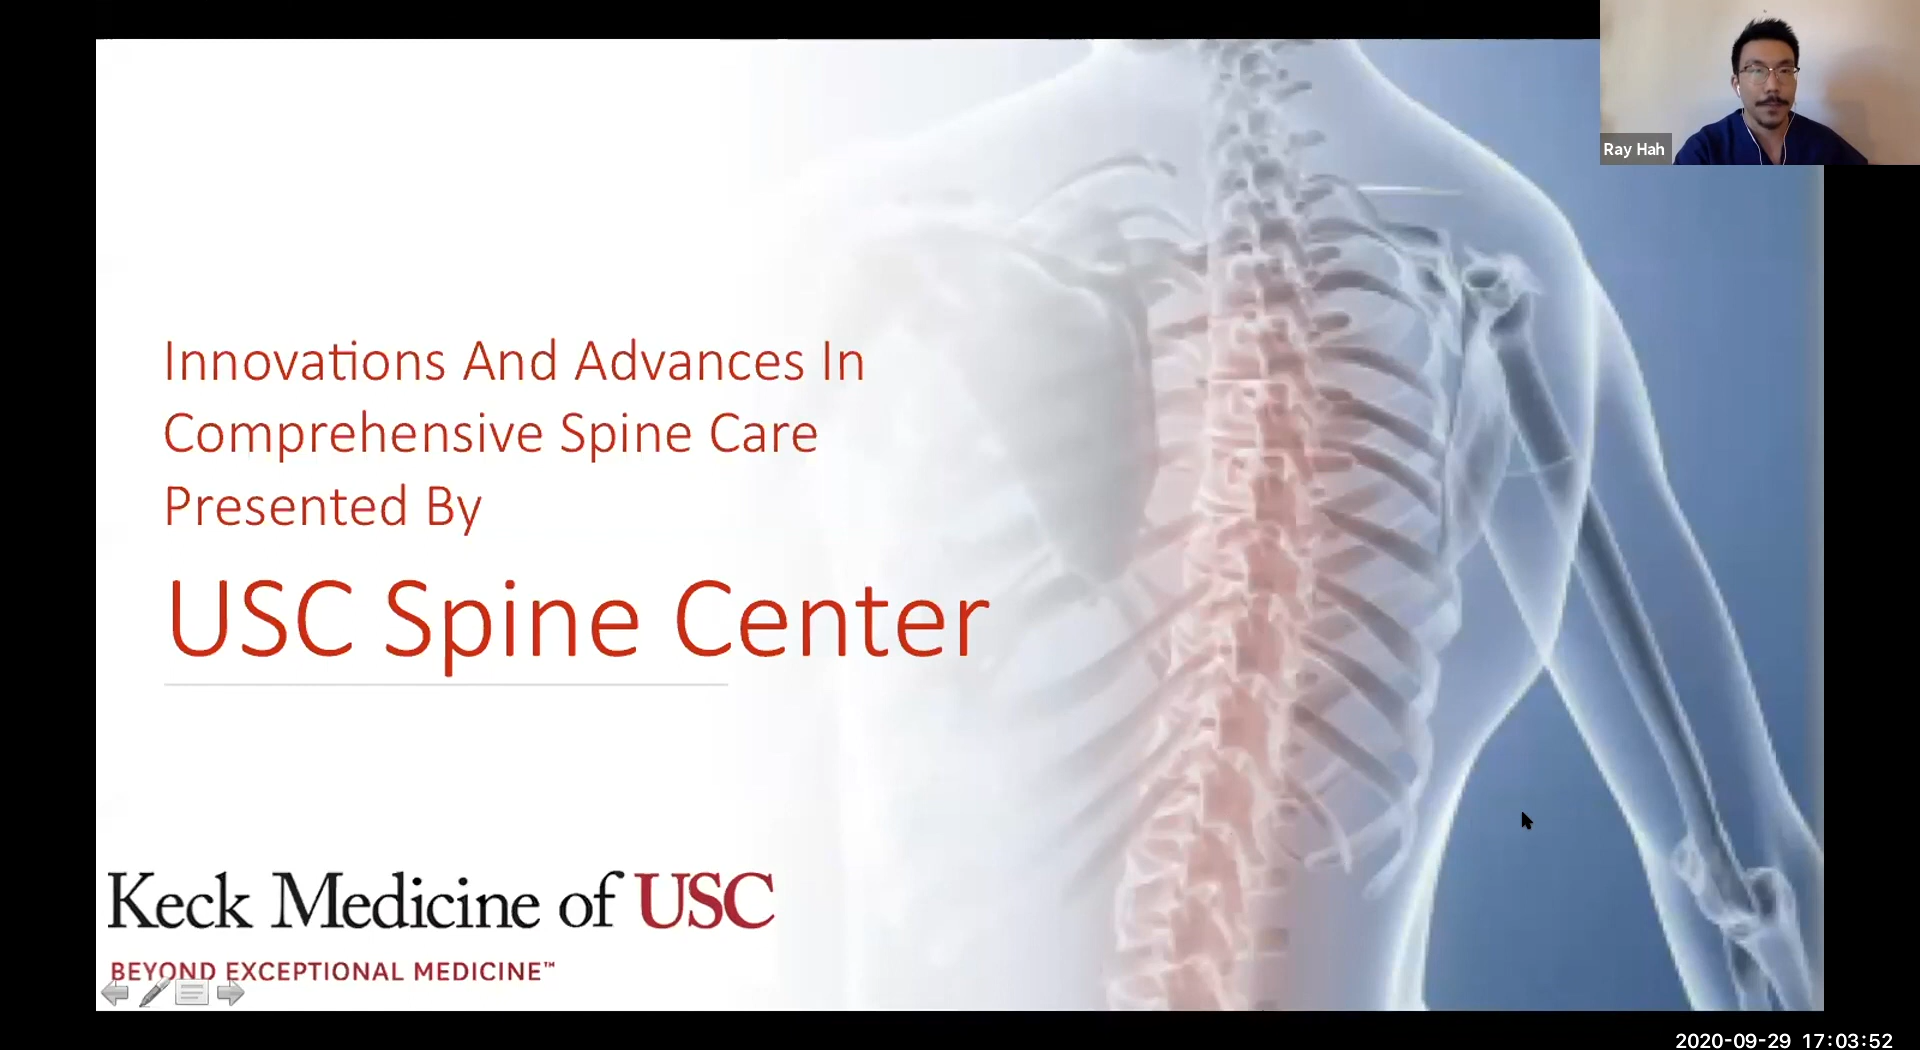 Ray Hah
Innovations And Advances In
Comprehensive Spine Care
Presented By
USC Spine Center
Keck Medicine of USC
BEYOND EXCEPTIONAL MEDICINE™
2020-09-29 17:03:52